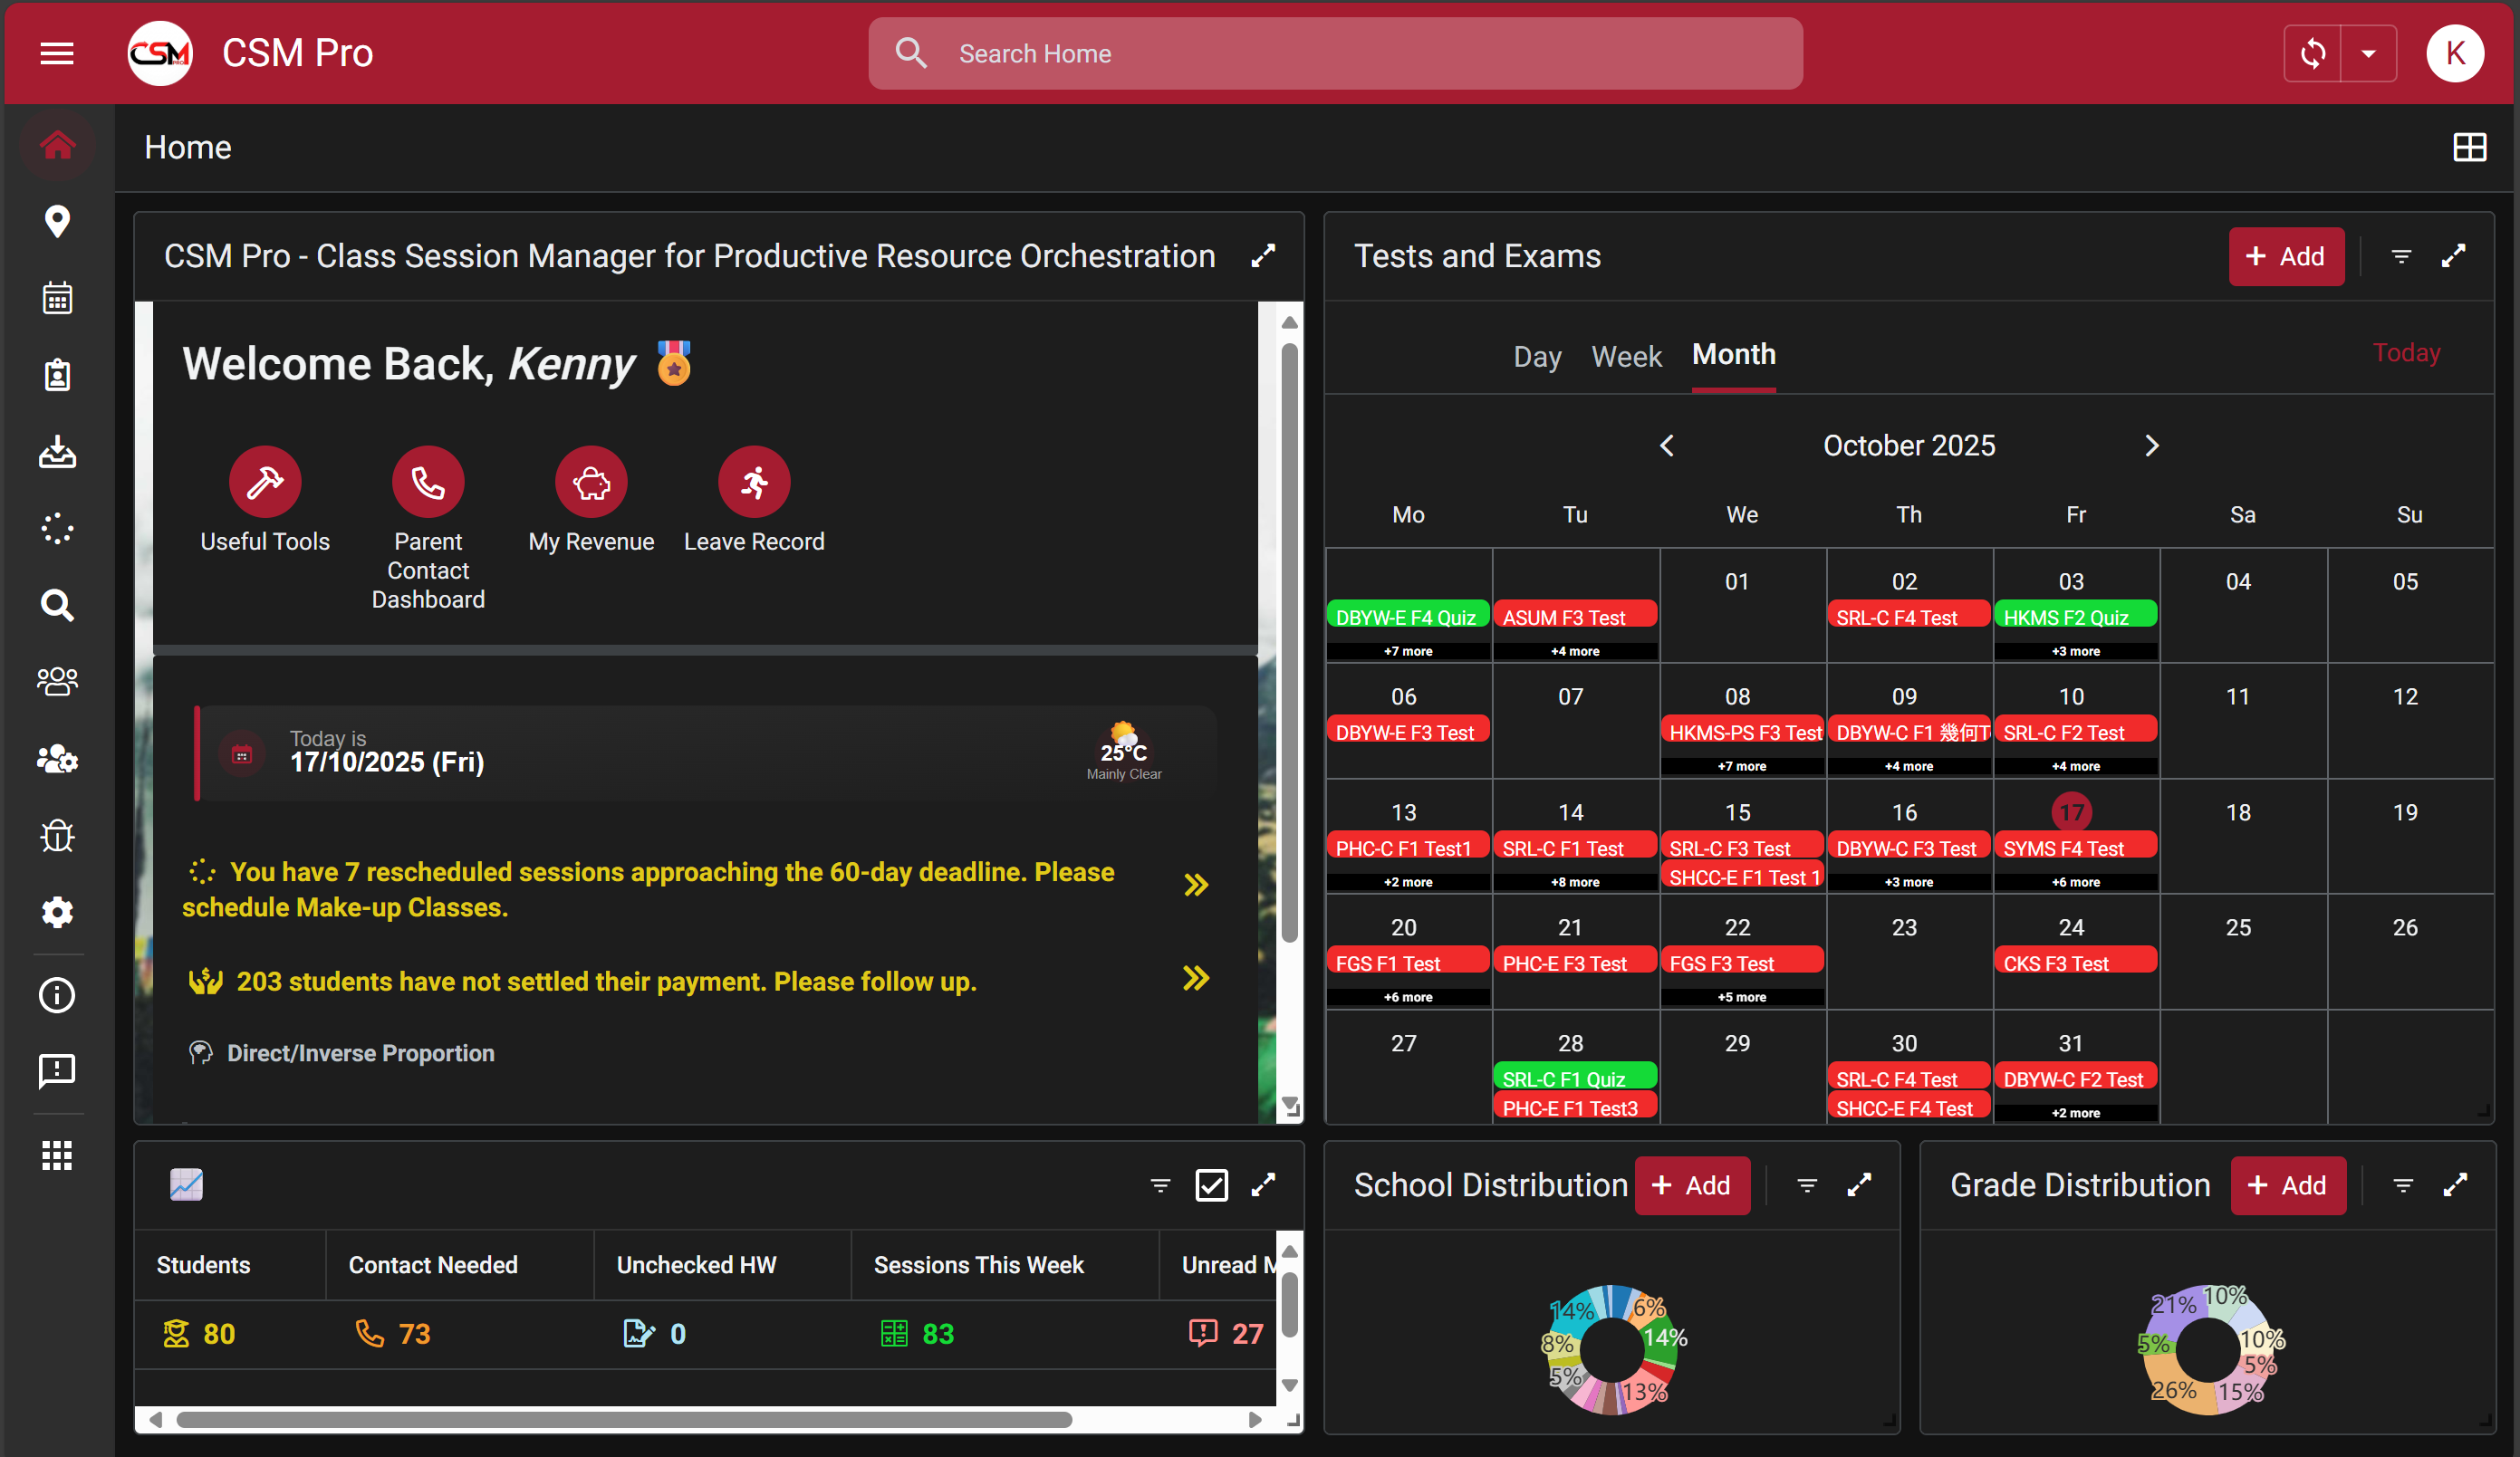 CSM PRO
CSM Pro
Search Home
K
Home
CSM Pro - Class Session Manager for Productive Resource Orchestration
Welcome Back, Kenny
Useful Tools
Parent
Contact
Dashboard
My Revenue
Leave Record
Today is
17/10/2025 (Fri)
25°C
Mainly Clear
You have 7 rescheduled sessions approaching the 60-day deadline. Please
schedule Make-up Classes.
203 students have not settled their payment. Please follow up.
Direct/Inverse Proportion
Tests and Exams
+ Add
Day Week Month
Today
October 2025
Mo Tu We Th Fr Sa Su
01 02 03 04 05
DBYW-E F4 Quiz ASUM F3 Test SRL-C F4 Test HKMS F2 Quiz
+7 more +4 more +3 more
06 07 08 09 10 11 12
DBYW-E F3 Test HKMS-PS F3 Test DBYW-C F1 幾何T SRL-C F2 Test
+7 more +4 more +4 more
13 14 15 16 17 18 19
PHC-C F1 Test1 SRL-C F1 Test SRL-C F3 Test DBYW-C F3 Test SYMS F4 Test
SHCC-E F1 Test 1
+2 more +8 more +3 more +6 more
20 21 22 23 24 25 26
FGS F1 Test PHC-E F3 Test FGS F3 Test CKS F3 Test
+6 more +5 more
27 28 29 30 31
SRL-C F1 Quiz SRL-C F4 Test DBYW-C F2 Test
PHC-E F1 Test3 SHCC-E F4 Test
+2 more
Students Contact Needed Unchecked HW Sessions This Week Unread M
80 73 0 83 27
School Distribution
+ Add
14% 6%
14%
8%
5%
13%
Grade Distribution
+ Add
21% 10%
5% 10%
5%
26% 15%